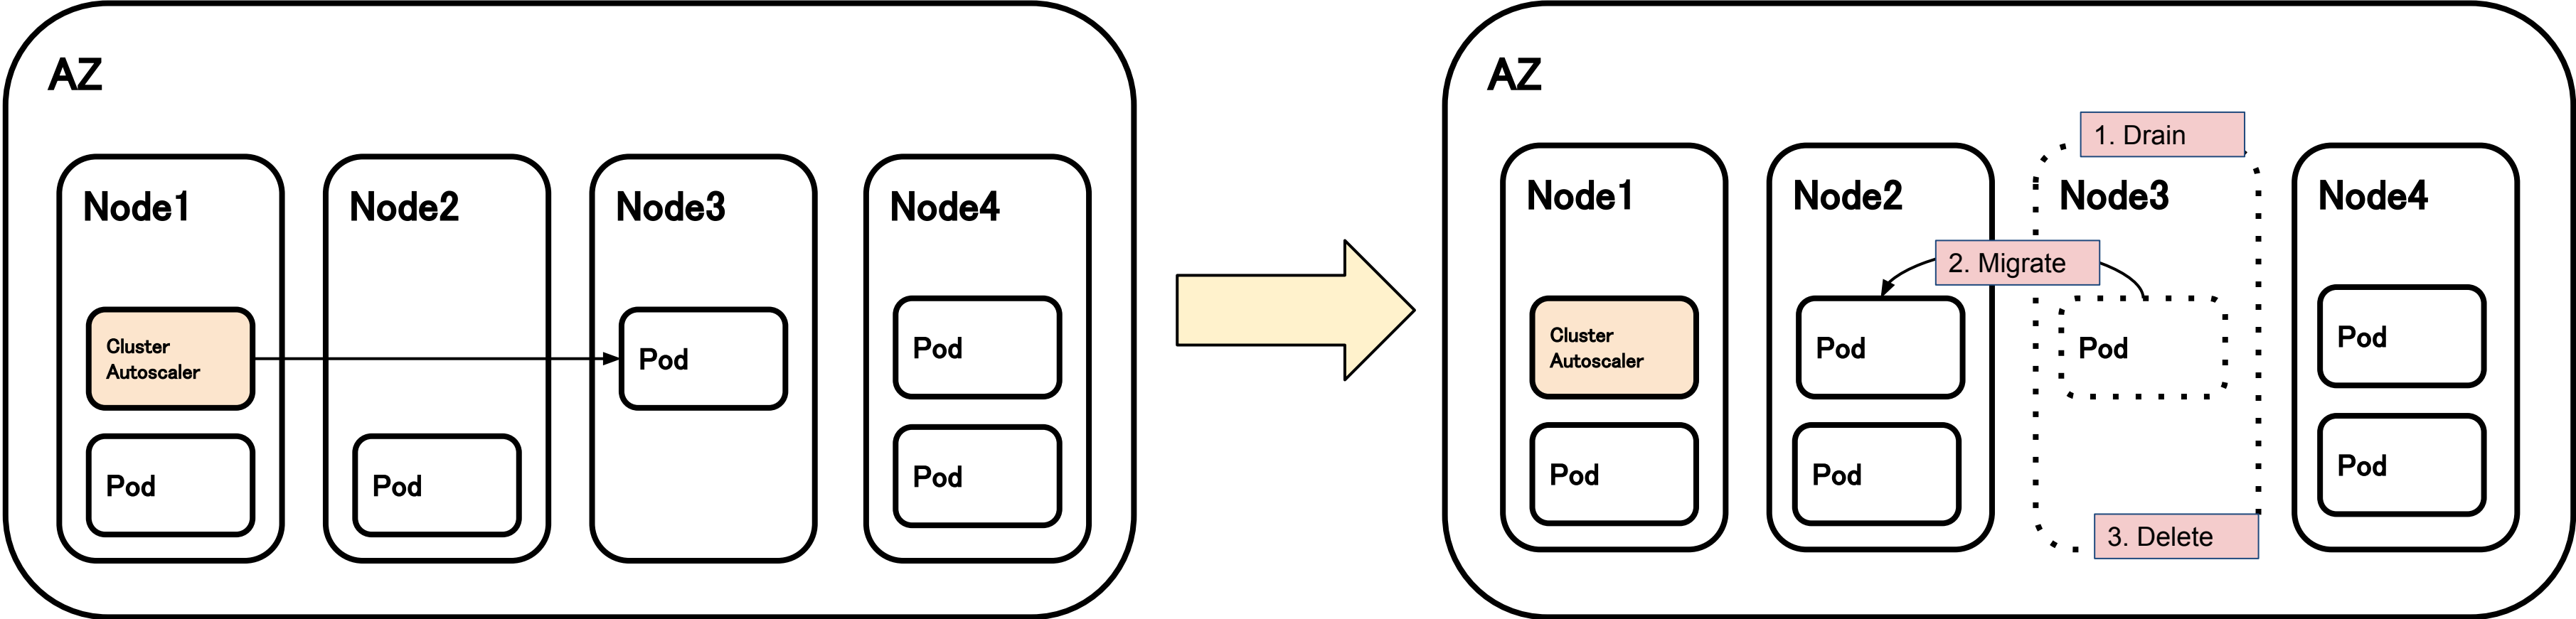 AZ
Node1
Cluster
Autoscaler
Pod
Node2
Pod
Node3
Pod
Node4
Pod
Pod
AZ
Node1
Cluster
Autoscaler
Pod
Node2
Pod
Pod
1. Drain
Node3
2. Migrate
Pod
3. Delete
Node4
Pod
Pod